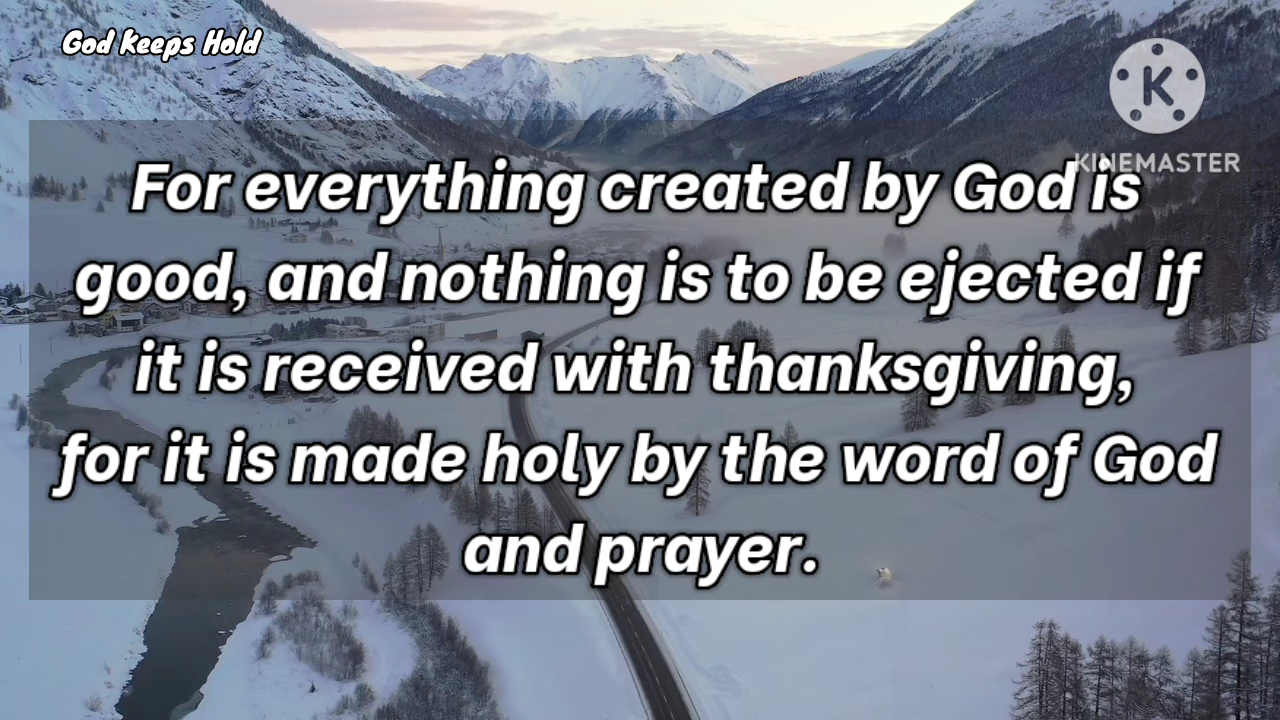 God Keeps Hold
KINEMASTER
For everything created by God is
good, and nothing is to be ejected if
it is received with thanksgiving,
for it is made holy by the word of God
and prayer.